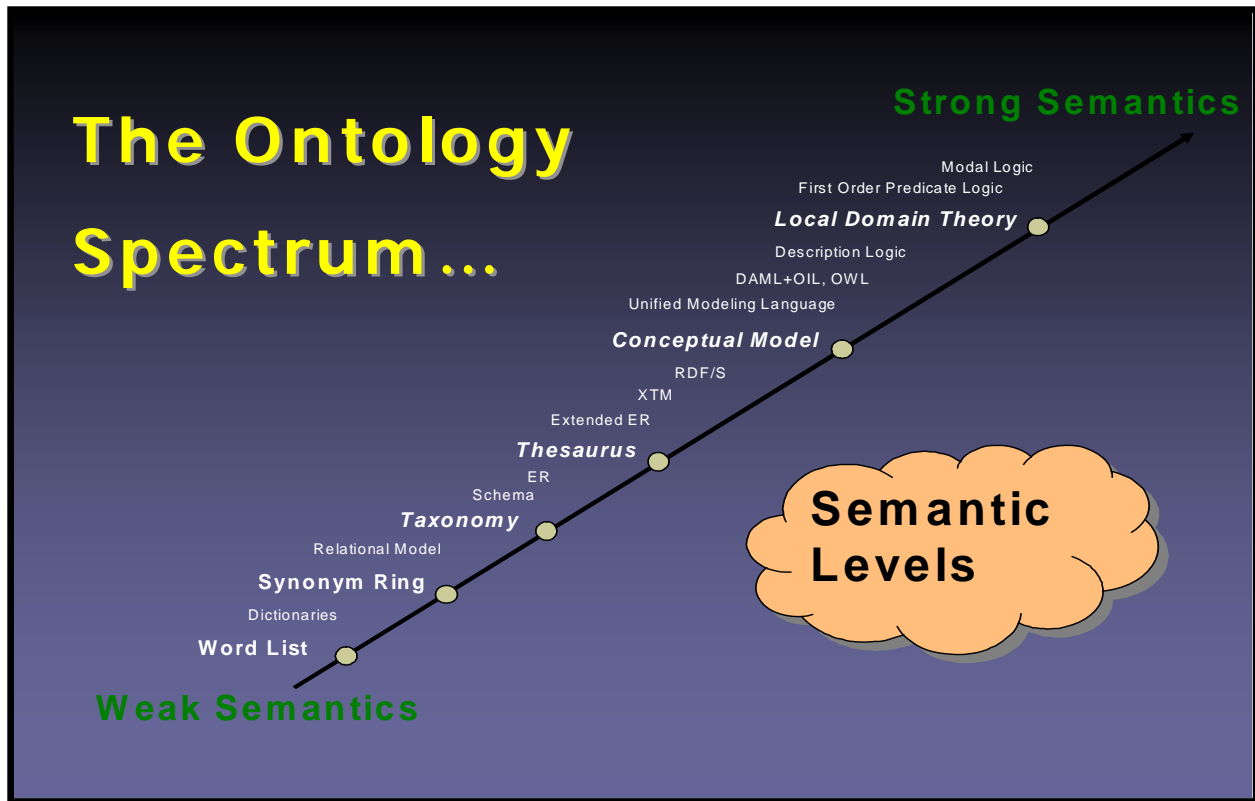 The Ontology
Spectrum…
Strong Semantics
Modal Logic
First Order Predicate Logic
Local Domain Theory
Description Logic
DAML+OIL, OWL
Unified Modeling Language
Conceptual Model
RDF/S
XTM
Extended ER
Thesaurus
ER
Schema
Taxonomy
Relational Model
Synonym Ring
Dictionaries
Word List
Weak Semantics
Semantic
Levels